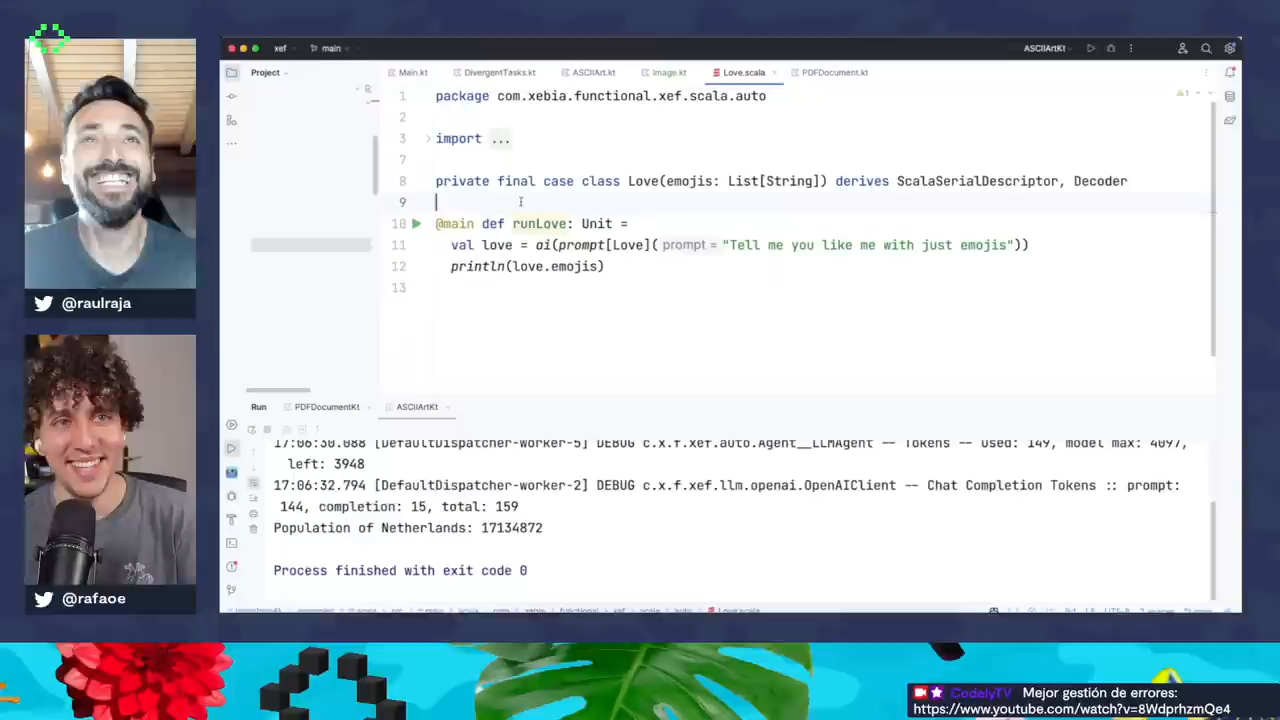 @raulraja
@rafaoe
xef
main
ASCIIArtKt
Project
Main.kt
DivergentTasks.kt
ASCIIArt.kt
Image.kt
Love.scala
PDFDocument.kt
1
1 package com.xebia.functional.xef.scala.auto
2
3 import ...
7
8 private final case class Love(emojis: List[String]) derives ScalaSerialDescriptor, Decoder
9
10 @main def runLove: Unit =
11 val love = ai(prompt[Love]( prompt = "Tell me you like me with just emojis"))
12 println(love.emojis)
13
Run
PDFDocumentKt
ASCIIArtKt
17:06:30.088 [DefaultDispatcher-worker-5] DEBUG c.x.f.xef.auto.Agent__LLMAgent -- Tokens -- used: 149, model max: 4097,
left: 3948
17:06:32.794 [DefaultDispatcher-worker-2] DEBUG c.x.f.xef.llm.openai.OpenAIClient -- Chat Completion Tokens :: prompt:
144, completion: 15, total: 159
Population of Netherlands: 17134872
Process finished with exit code 0
Love.scala
CodelyTV Mejor gestión de errores:
https://www.youtube.com/watch?v=8WdprhzmQe4